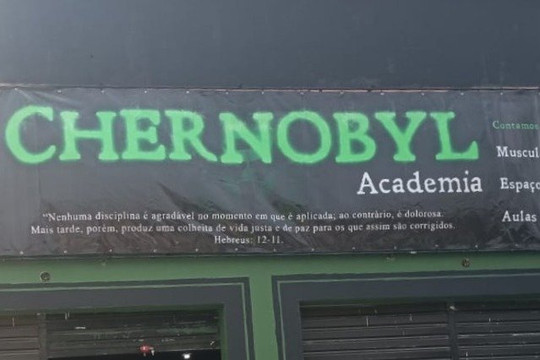 CHERNOBYL
Academia
"Nenhuma disciplina é agradável no momento em que é aplicada; ao contrário, é dolorosa.
Mais tarde, porém, produz uma colheita de vida justa e de paz para os que assim são corrigidos.
Hebreus: 12-11.
Contamos
Muscul
Espaço
Aulas